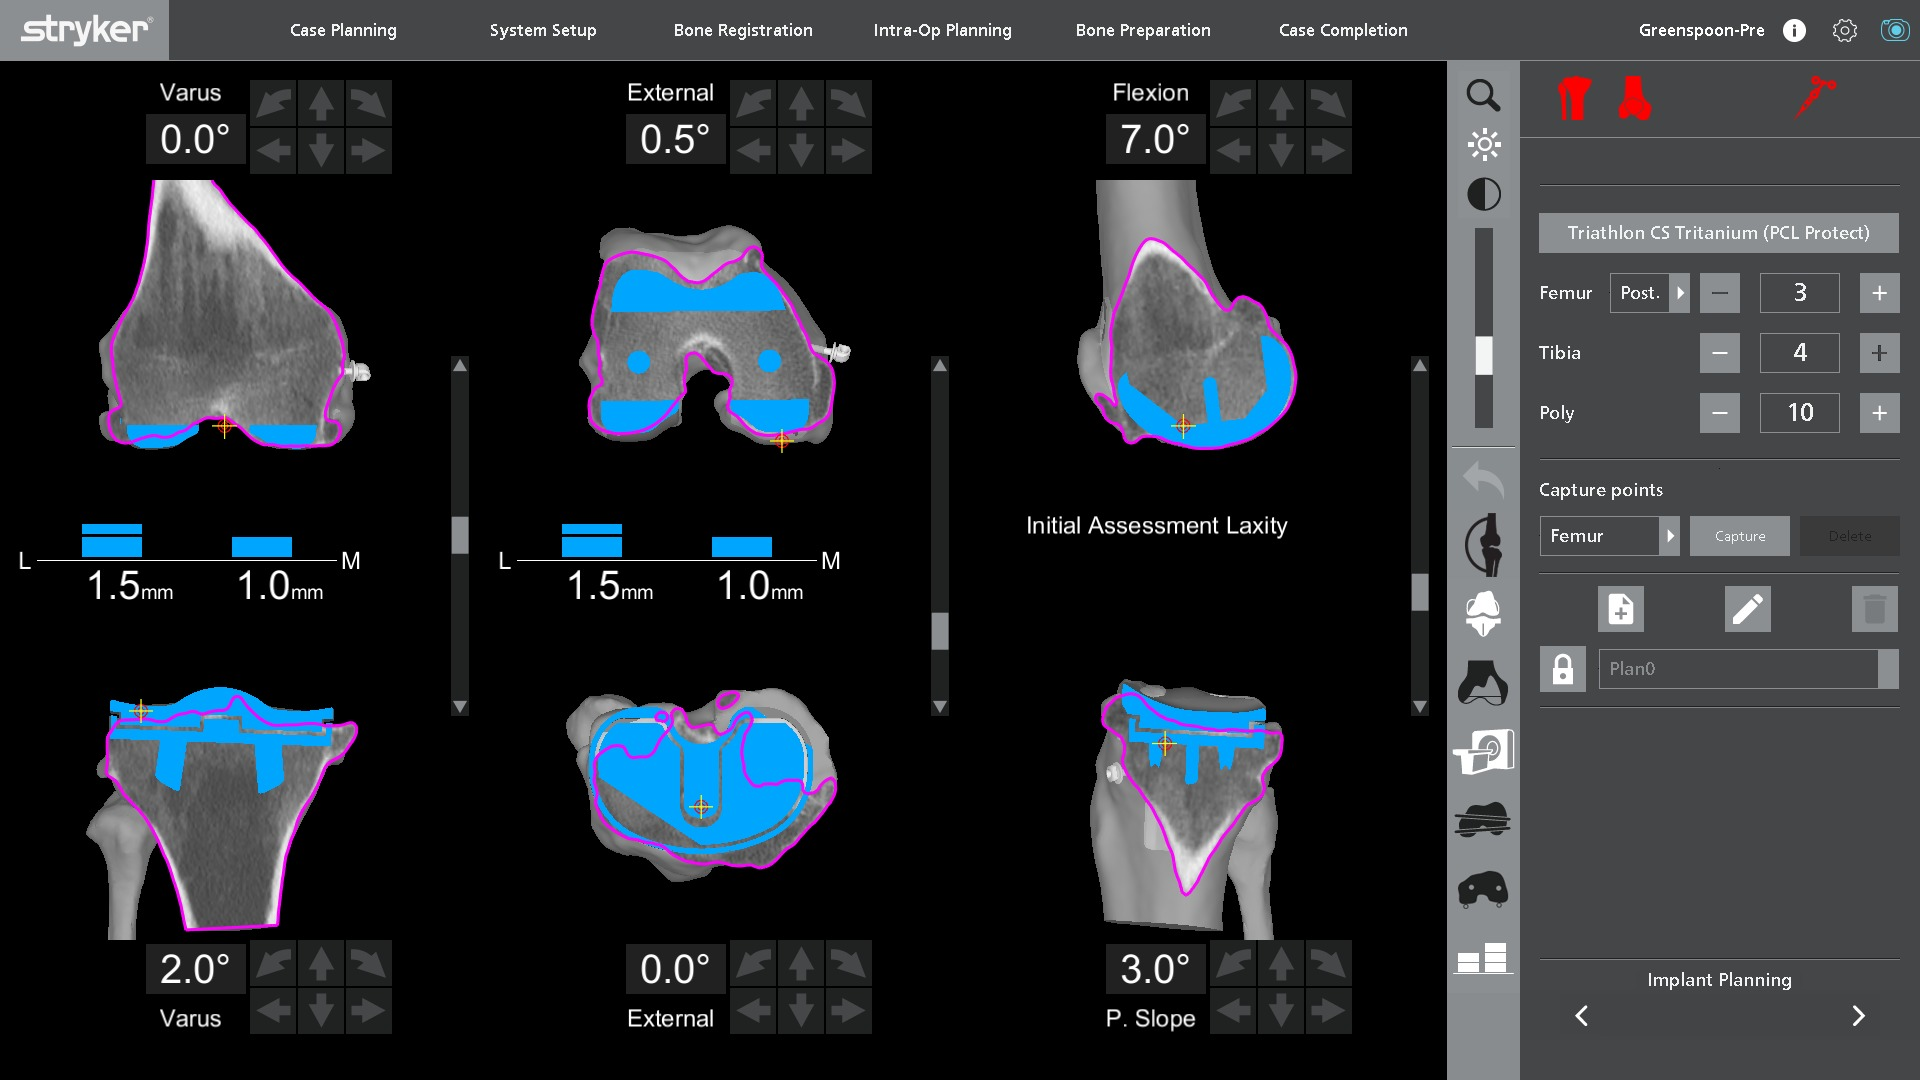 stryker®
Case Planning
System Setup
Bone Registration
Intra-Op Planning
Bone Preparation
Case Completion
Greenspoon-Pre
Varus
0.0°
External
0.5°
Flexion
7.0°
Triathlon CS Tritanium (PCL Protect)
Femur
Post.
3
Tibia
4
Poly
10
Capture points
Femur
Capture
Delete
L
M
1.5mm
1.0mm
L
M
1.5mm
1.0mm
Initial Assessment Laxity
Plan0
2.0°
Varus
0.0°
External
3.0°
P. Slope
Implant Planning